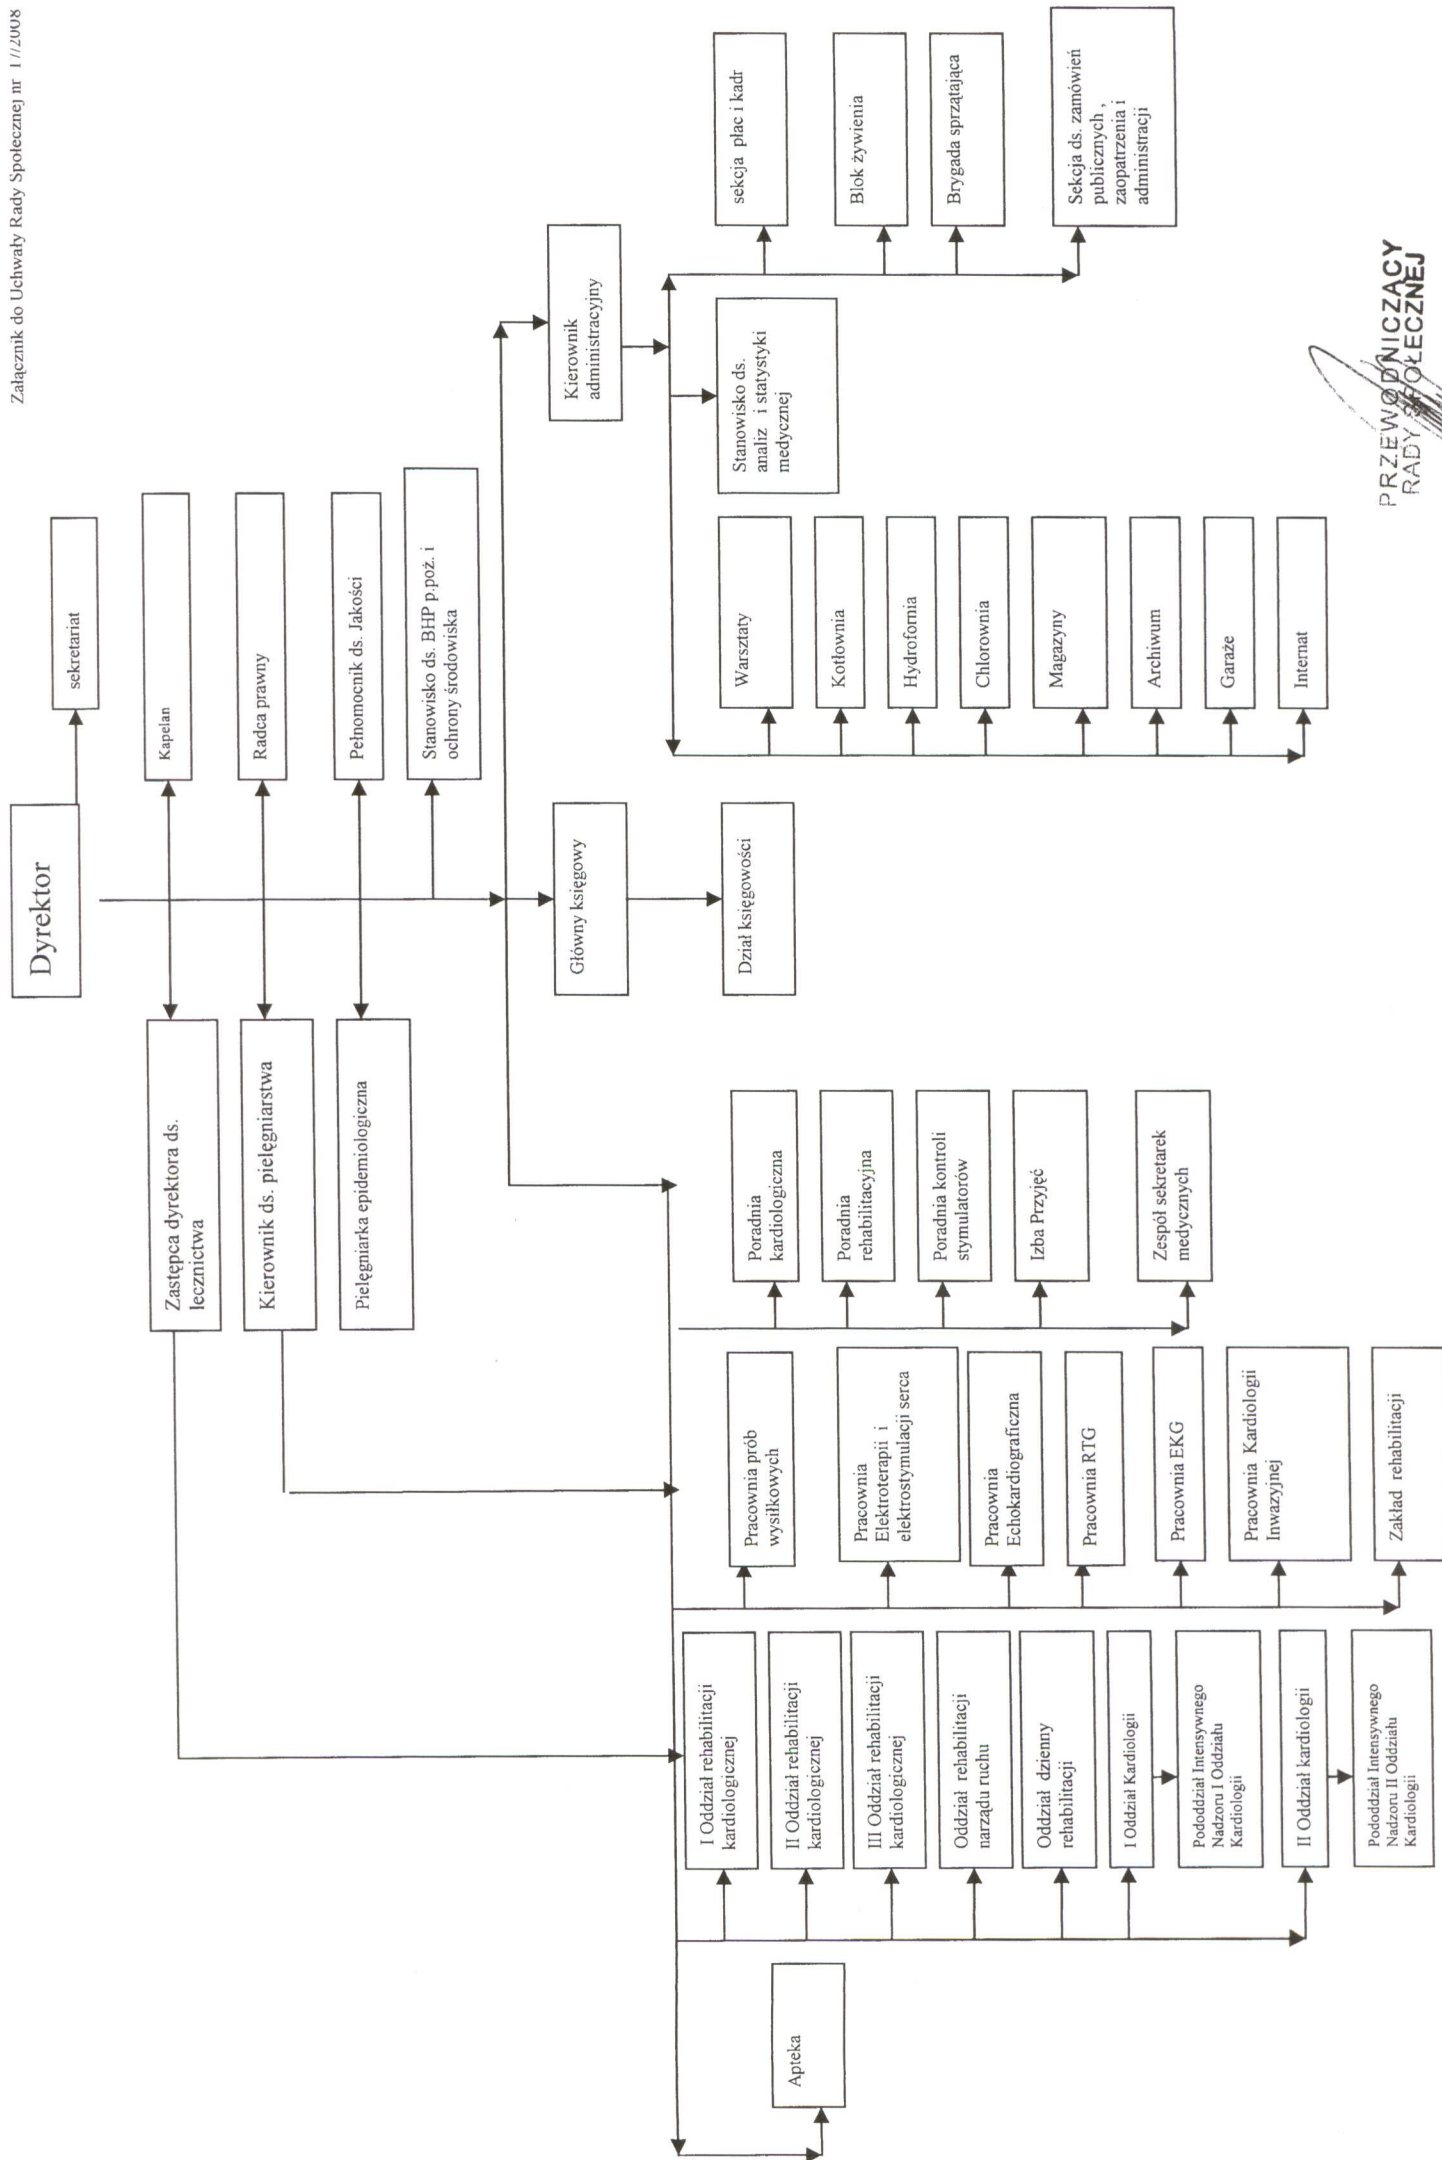 Załącznik do Uchwały Rady Społecznej nr 17/2008
Dyrektor
sekretariat
Zastępca dyrektora ds.
lecznictwa
Kapelan
Kierownik ds. pielęgniarstwa
Radca prawny
Pielęgniarka epidemiologiczna
Pełnomocnik ds. Jakości
Stanowisko ds. BHP p.poż. i
ochrony środowiska
Główny księgowy
Kierownik
administracyjny
Dział księgowości
Apteka
I Oddział rehabilitacji
kardiologicznej
II Oddział rehabilitacji
kardiologicznej
III Oddział rehabilitacji
kardiologicznej
Oddział rehabilitacji
narządu ruchu
Oddział dzienny
rehabilitacji
I Oddział Kardiologii
Pododdział Intensywnego
Nadzoru I Oddziału
Kardiologii
II Oddział kardiologii
Pododdział Intensywnego
Nadzoru II Oddziału
Kardiologii
Pracownia prób
wysiłkowych
Pracownia
Elektroterapii i
elektrostymulacji serca
Pracownia
Echokardiograficzna
Pracownia RTG
Pracownia EKG
Pracownia Kardiologii
Inwazyjnej
Zakład rehabilitacji
Poradnia
kardiologiczna
Poradnia
rehabilitacyjna
Poradnia kontroli
stymulatorów
Izba Przyjęć
Zespół sekretarek
medycznych
Warsztaty
Kotłownia
Hydrofornia
Chlorownia
Magazyny
Archiwum
Garaże
Internat
Stanowisko ds.
analiz i statystyki
medycznej
sekcja płac i kadr
Blok żywienia
Brygada sprzątająca
Sekcja ds. zamówień
publicznych ,
zaopatrzenia i
administracji
PRZEWODNICZĄCY
RADY SPOŁECZNEJ